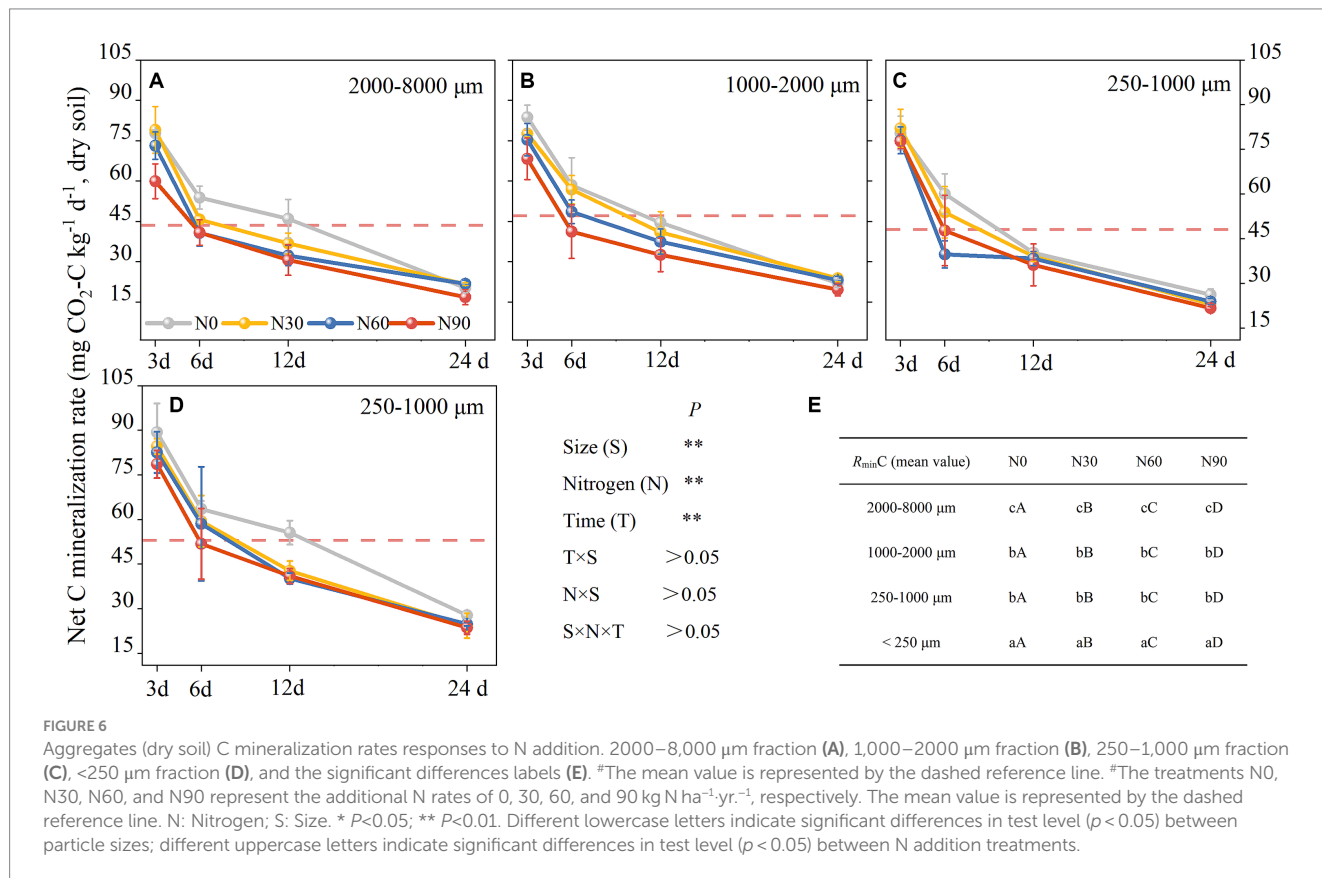 Net C mineralization rate (mg CO₂-C kg⁻¹ d⁻¹, dry soil)
105
90
75
60
45
30
15
A
2000-8000 μm
N0 N30 N60 N90
3d 6d 12d 24 d
B
1000-2000 μm
3d 6d 12d 24 d
C
250-1000 μm
105
90
75
60
45
30
15
3d 6d 12d 24 d
105
90
75
60
45
30
15
D
250-1000 μm
3d 6d 12d 24 d
P
Size (S) **
Nitrogen (N) **
Time (T) **
T×S >0.05
N×S >0.05
S×N×T >0.05
E
RminC (mean value) N0 N30 N60 N90
2000-8000 μm cA cB cC cD
1000-2000 μm bA bB bC bD
250-1000 μm bA bB bC bD
< 250 μm aA aB aC aD
FIGURE 6
Aggregates (dry soil) C mineralization rates responses to N addition. 2000–8,000 μm fraction (A), 1,000–2000 μm fraction (B), 250–1,000 μm fraction
(C), <250 μm fraction (D), and the significant differences labels (E). #The mean value is represented by the dashed reference line. #The treatments N0,
N30, N60, and N90 represent the additional N rates of 0, 30, 60, and 90 kg N ha⁻¹·yr.⁻¹, respectively. The mean value is represented by the dashed
reference line. N: Nitrogen; S: Size. * P<0.05; ** P<0.01. Different lowercase letters indicate significant differences in test level (p < 0.05) between
particle sizes; different uppercase letters indicate significant differences in test level (p < 0.05) between N addition treatments.